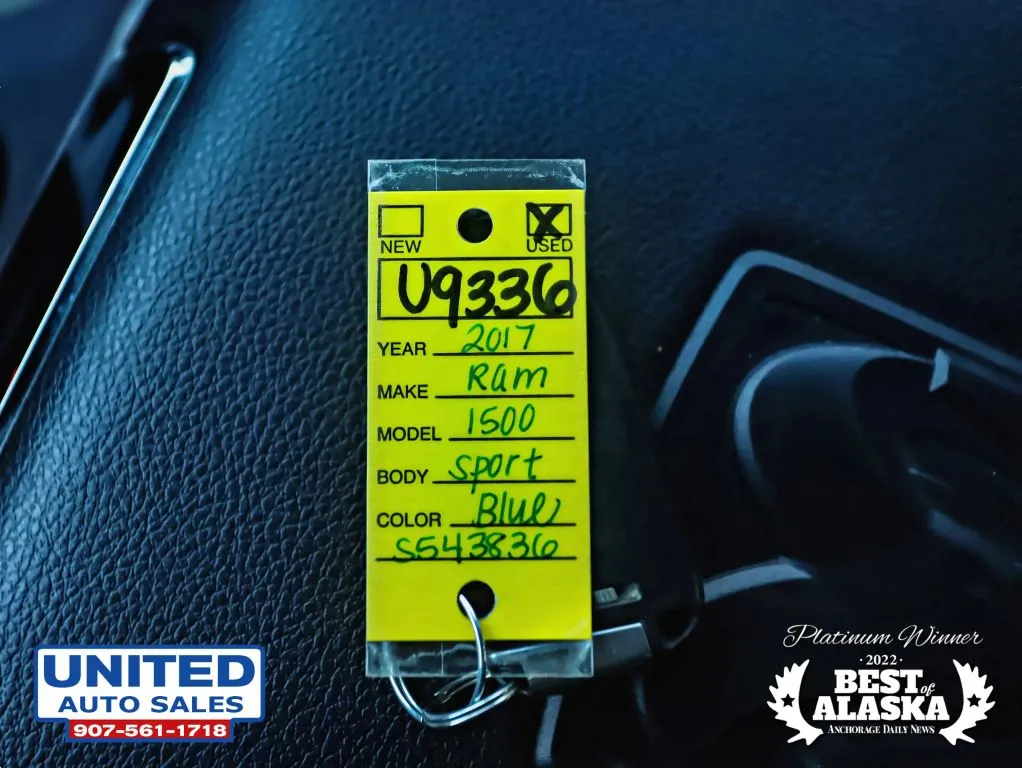 NEW USED
U9336
YEAR 2017
MAKE Ram
MODEL 1500
BODY Sport
COLOR Blue
S543836
UNITED
AUTO SALES
907-561-1718
Platinum Winner
·2022·
BEST of
ALASKA
ANCHORAGE DAILY NEWS